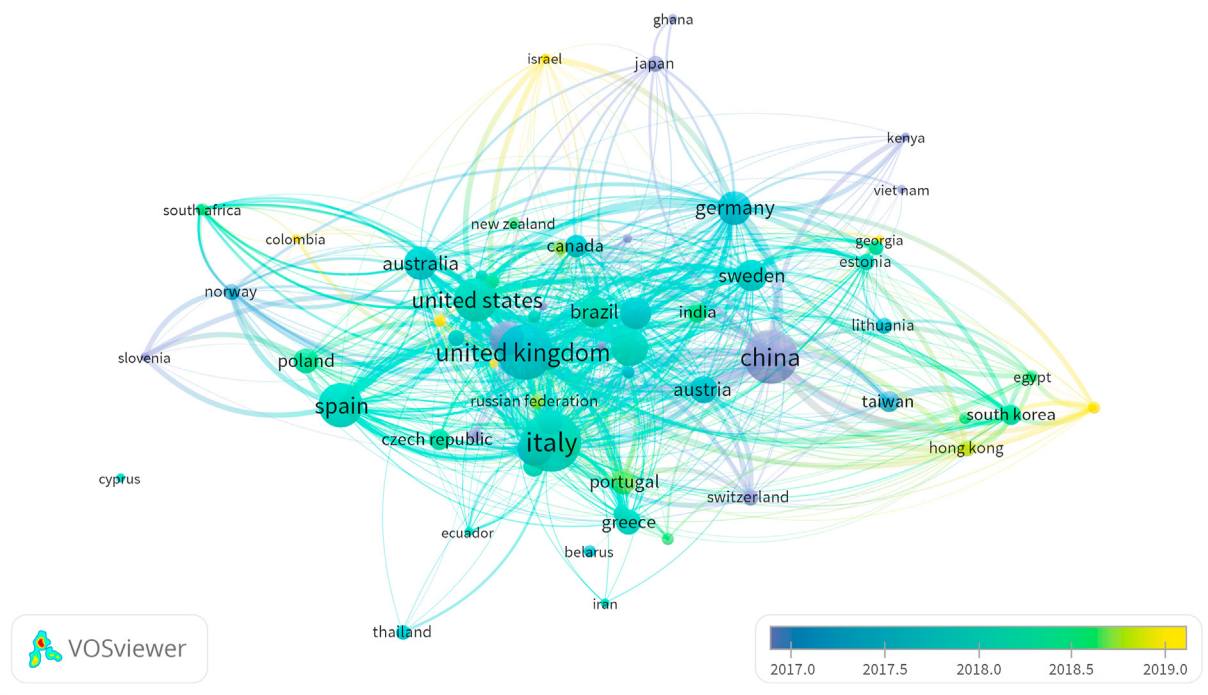 ghana
israel
japan
kenya
viet nam
south africa
germany
new zealand
colombia
canada
georgia
estonia
australia
sweden
norway
united states
brazil
india
lithuania
united kingdom
slovenia
poland
china
egypt
austria
spain
russian federation
taiwan
south korea
italy
czech republic
hong kong
cyprus
portugal
switzerland
greece
ecuador
belarus
iran
thailand
VOSviewer
2017.0 2017.5 2018.0 2018.5 2019.0